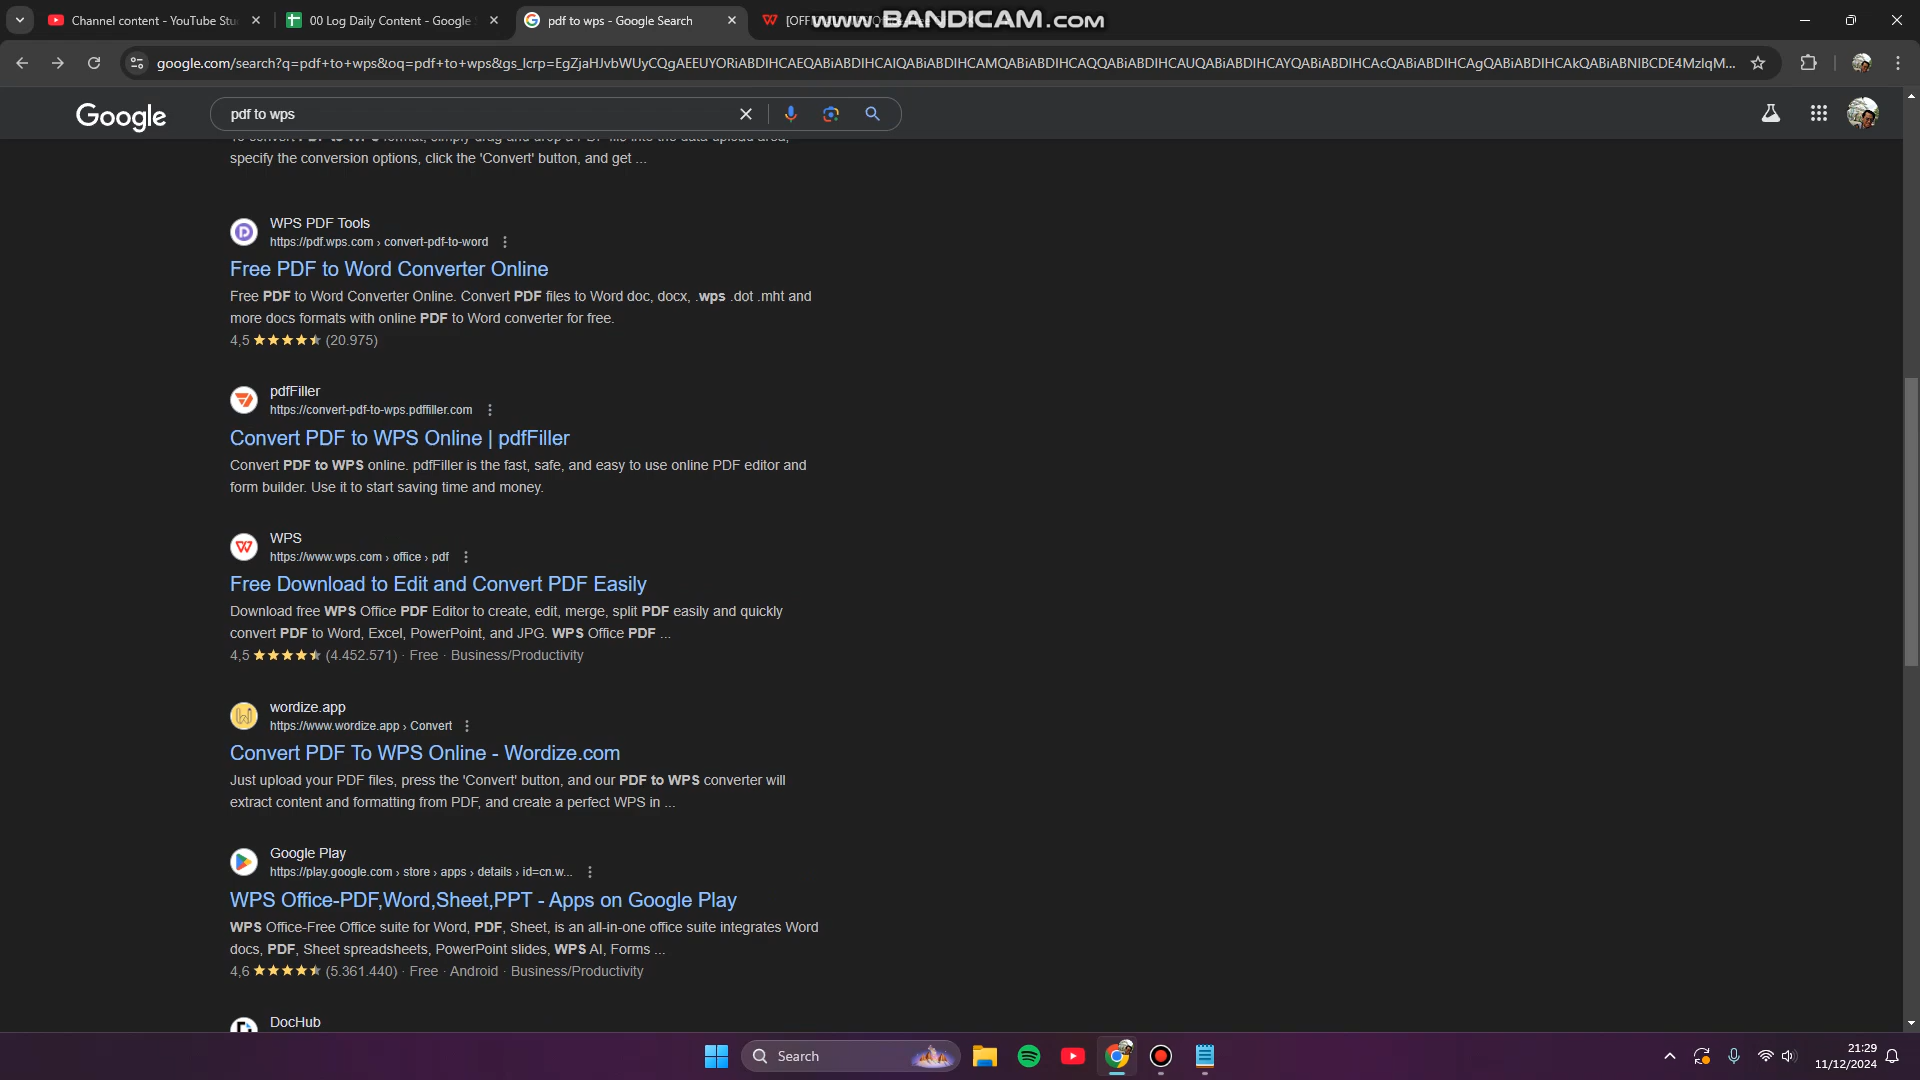 Channel content - YouTube Stu
00 Log Daily Content - Google
pdf to wps - Google Search
www.BANDICAM.com
google.com/search?q=pdf+to+wps&oq=pdf+to+wps&gs_lcrp=EgZjaHJvbWUyCQgAEEUYORiABDIHCAEQABiABDIHCAIQABiABDIHCAMQABiABDIHCAQQABiABDIHCAUQABiABDIHCAYQABiABDIHCAcQABiABDIHCAgQABiABDIHCAkQABiABNIBCDE4MzIqM...
Google
pdf to wps
specify the conversion options, click the 'Convert' button, and get ...
WPS PDF Tools
https://pdf.wps.com › convert-pdf-to-word
Free PDF to Word Converter Online
Free PDF to Word Converter Online. Convert PDF files to Word doc, docx, .wps .dot .mht and
more docs formats with online PDF to Word converter for free.
4,5 (20.975)
pdfFiller
https://convert-pdf-to-wps.pdffiller.com
Convert PDF to WPS Online | pdfFiller
Convert PDF to WPS online. pdfFiller is the fast, safe, and easy to use online PDF editor and
form builder. Use it to start saving time and money.
WPS
https://www.wps.com › office › pdf
Free Download to Edit and Convert PDF Easily
Download free WPS Office PDF Editor to create, edit, merge, split PDF easily and quickly
convert PDF to Word, Excel, PowerPoint, and JPG. WPS Office PDF ...
4,5 (4.452.571) · Free · Business/Productivity
wordize.app
https://www.wordize.app › Convert
Convert PDF To WPS Online - Wordize.com
Just upload your PDF files, press the 'Convert' button, and our PDF to WPS converter will
extract content and formatting from PDF, and create a perfect WPS in ...
Google Play
https://play.google.com › store › apps › details › id=cn.w...
WPS Office-PDF,Word,Sheet,PPT - Apps on Google Play
WPS Office-Free Office suite for Word, PDF, Sheet, is an all-in-one office suite integrates Word
docs, PDF, Sheet spreadsheets, PowerPoint slides, WPS AI, Forms ...
4,6 (5.361.440) · Free · Android · Business/Productivity
DocHub
Search
21:29
11/12/2024